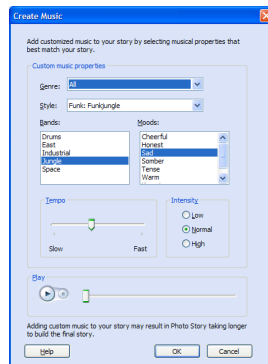 Create Music
Add customized music to your story by selecting musical properties that
best match your story.
Custom music properties
Genre: All
Style: Funk: Funkjungle
Bands: Moods:
Drums Cheerful
East Honest
Industrial Sad
Jungle Somber
Space Tense
Warm
Tempo Intensity
Low
Normal
High
Slow Fast
Play
Adding custom music to your story may result in Photo Story taking longer
to build the final story.
Help OK Cancel